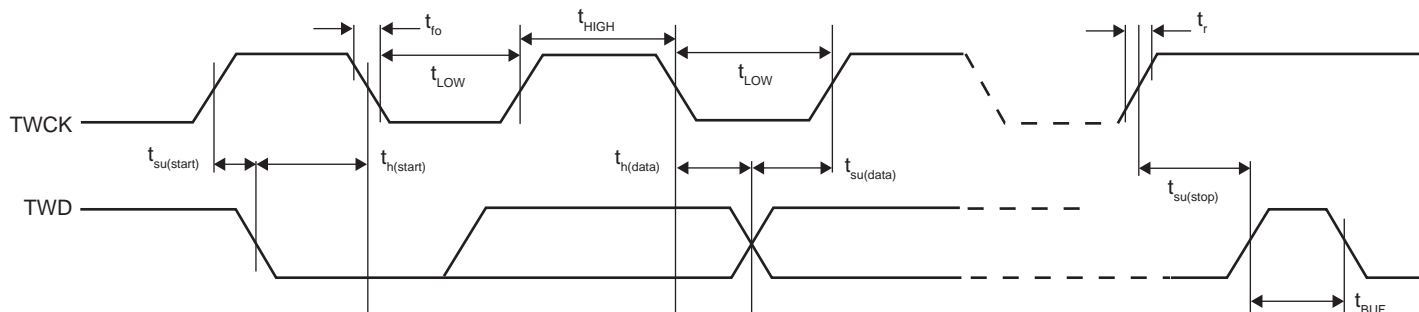 t_fo
t_HIGH
t_r
t_LOW
t_LOW
TWCK
t_su(start)
t_h(start)
t_h(data)
t_su(data)
t_su(stop)
TWD
t_BUF